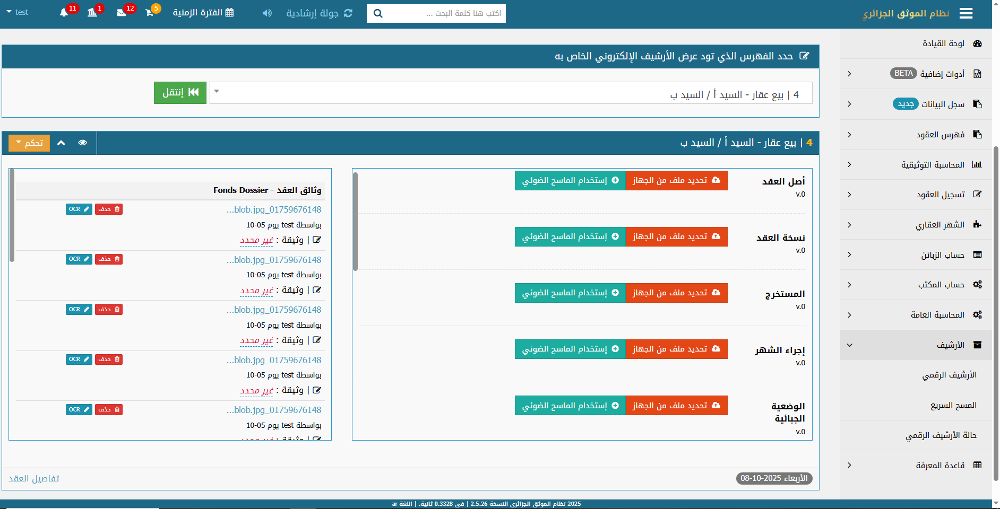 نظام الموثق الجزائري
اكتب هنا كلمة البحث ...
جولة إرشادية
الفترة الزمنية
5
12
1
11
test
لوحة القيادة
أدوات إضافية BETA
سجل البيانات جديد
فهرس العقود
المحاسبة التوثيقية
تسجيل العقود
الشهر العقاري
حساب الزبائن
حساب المكتب
المحاسبة العامة
الأرشيف
الأرشيف الرقمي
المسح السريع
حالة الأرشيف الرقمي
قاعدة المعرفة
حدد الفهرس الذي تود عرض الأرشيف الإلكتروني الخاص به
4 | بيع عقار - السيد أ / السيد ب
إنتقل
4 | بيع عقار - السيد أ / السيد ب
تحكم
أصل العقد
v.0
تحديد ملف من الجهاز
إستخدام الماسح الضوئي
نسخة العقد
v.0
تحديد ملف من الجهاز
إستخدام الماسح الضوئي
المستخرج
v.0
تحديد ملف من الجهاز
إستخدام الماسح الضوئي
إجراء الشهر
v.0
تحديد ملف من الجهاز
إستخدام الماسح الضوئي
الوضعية
الجبائية
v.0
تحديد ملف من الجهاز
إستخدام الماسح الضوئي
وثائق العقد - Fonds Dossier
...blob.jpg_01759676148
حذف
OCR
بواسطة test يوم 05-10
| وثيقة : غير محدد
...blob.jpg_01759676148
حذف
OCR
بواسطة test يوم 05-10
| وثيقة : غير محدد
...blob.jpg_01759676148
حذف
OCR
بواسطة test يوم 05-10
| وثيقة : غير محدد
...blob.jpg_01759676148
حذف
OCR
بواسطة test يوم 05-10
| وثيقة : غير محدد
...blob.jpg_01759676148
حذف
OCR
بواسطة test يوم 05-10
| وثيقة : غير محدد
الأربعاء 2025-10-08
تفاصيل العقد
2025 نظام الموثق الجزائري النسخة 2.5.26 | في 0.3328 ثانية. | اللغة ar